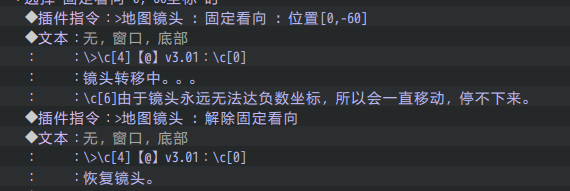 ◆插件指令：>地图镜头 : 固定看向 : 位置[0,-60]
◆文本：无, 窗口, 底部
：　　：\>\c[4]【@】v3.01：\c[0]
：　　：镜头转移中。。。
：　　：\c[6]由于镜头永远无法达负数坐标，所以会一直移动，停不下来。
◆插件指令：>地图镜头 : 解除固定看向
◆文本：无, 窗口, 底部
：　　：\>\c[4]【@】v3.01：\c[0]
：　　：恢复镜头。